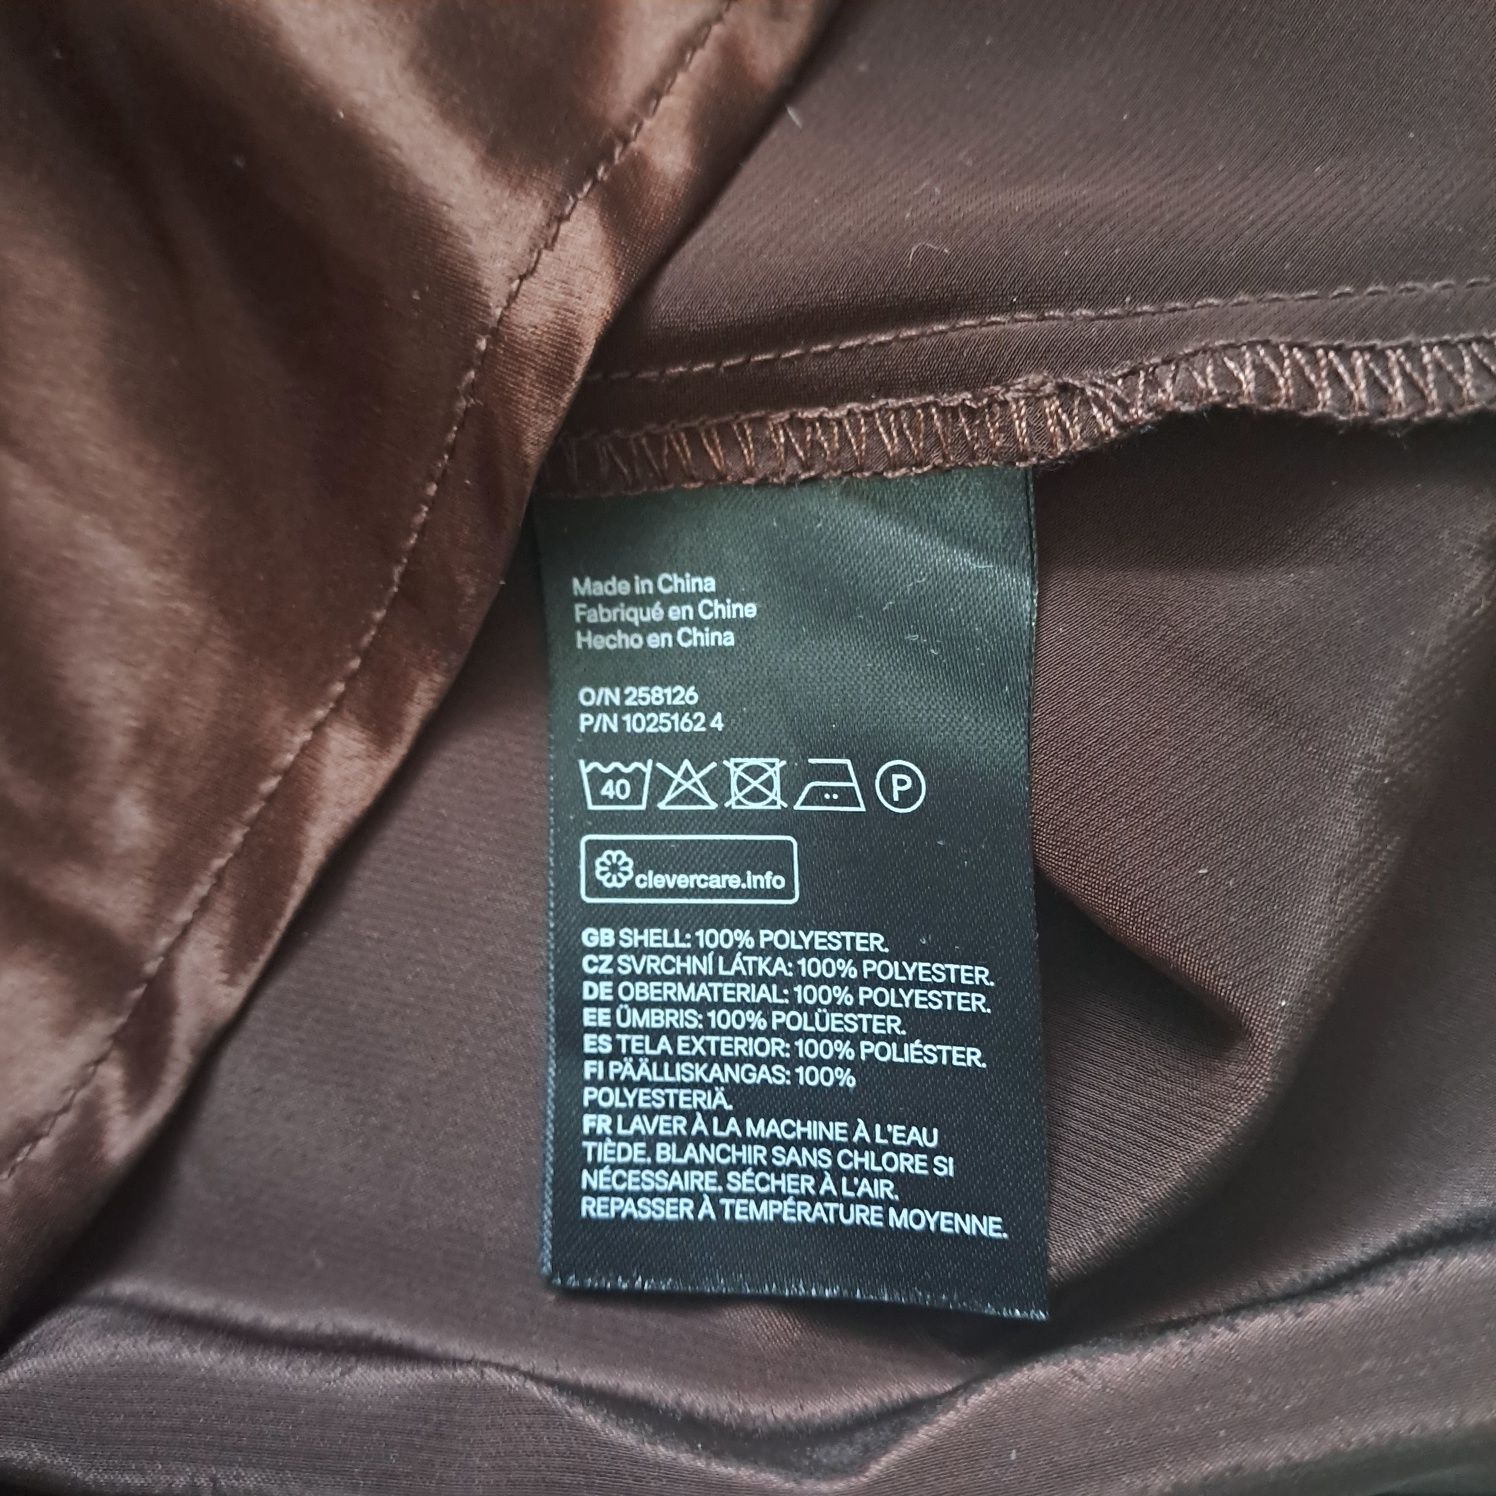 Made in China
Fabriqué en Chine
Hecho en China
O/N 258126
P/N 1025162 4
40 P
clevercare.info
GB SHELL: 100% POLYESTER.
CZ SVRCHNÍ LÁTKA: 100% POLYESTER.
DE OBERMATERIAL: 100% POLYESTER.
EE ÜMBRIS: 100% POLÜESTER.
ES TELA EXTERIOR: 100% POLIÉSTER.
FI PÄÄLLISKANGAS: 100%
POLYESTERIÄ.
FR LAVER À LA MACHINE À L'EAU
TIÈDE. BLANCHIR SANS CHLORE SI
NÉCESSAIRE. SÉCHER À L'AIR.
REPASSER À TEMPÉRATURE MOYENNE.